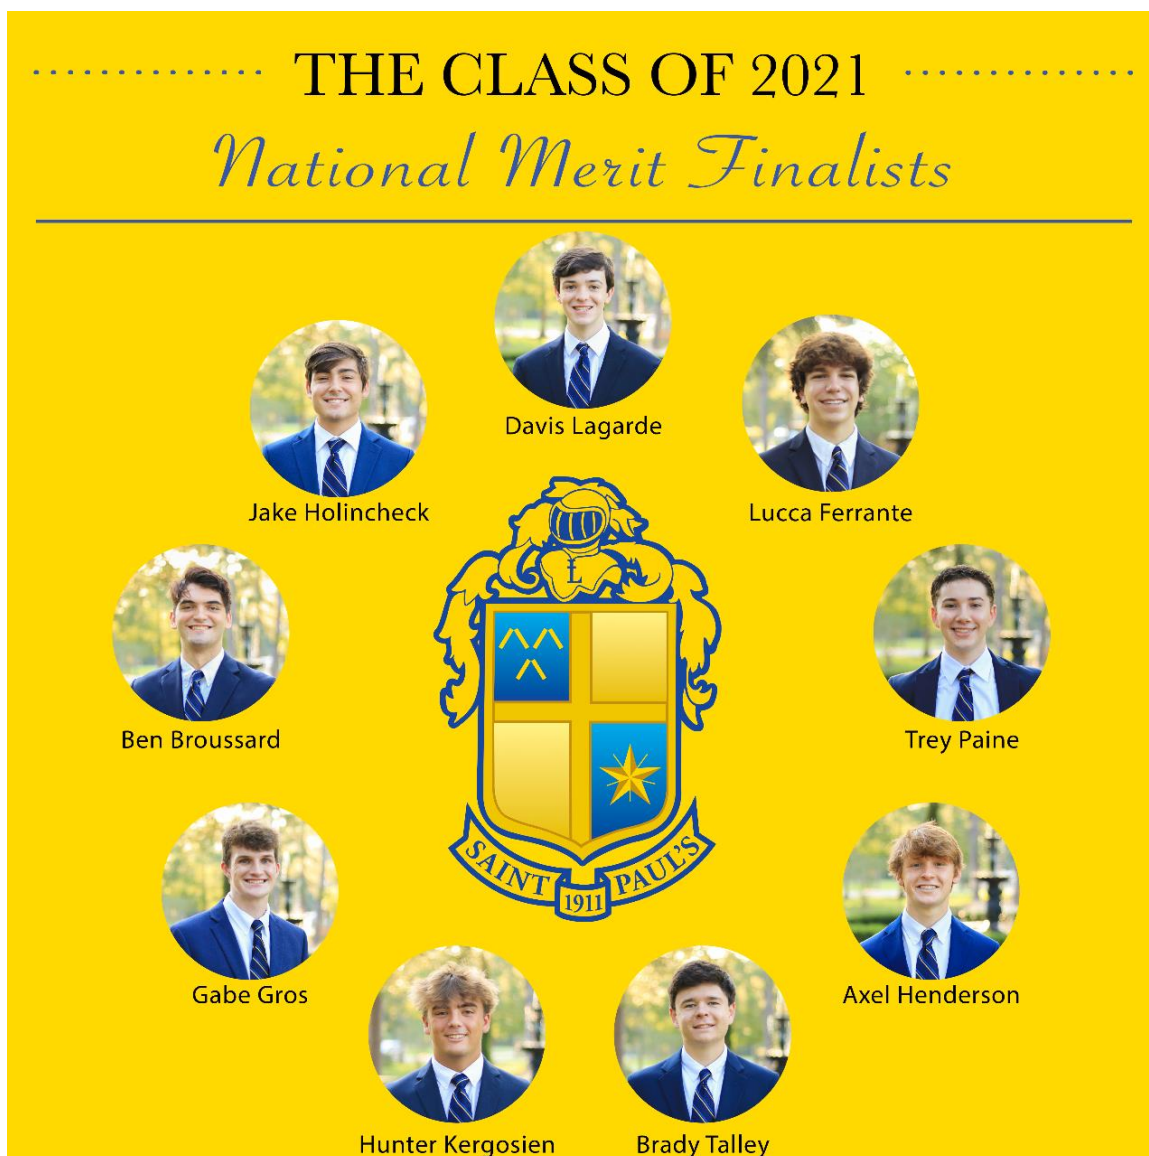 THE CLASS OF 2021
National Merit Finalists
Davis Lagarde
Jake Holincheck
Lucca Ferrante
Ł
Ben Broussard
Trey Paine
SAINT PAUL'S
1911
Gabe Gros
Axel Henderson
Hunter Kergosien
Brady Talley